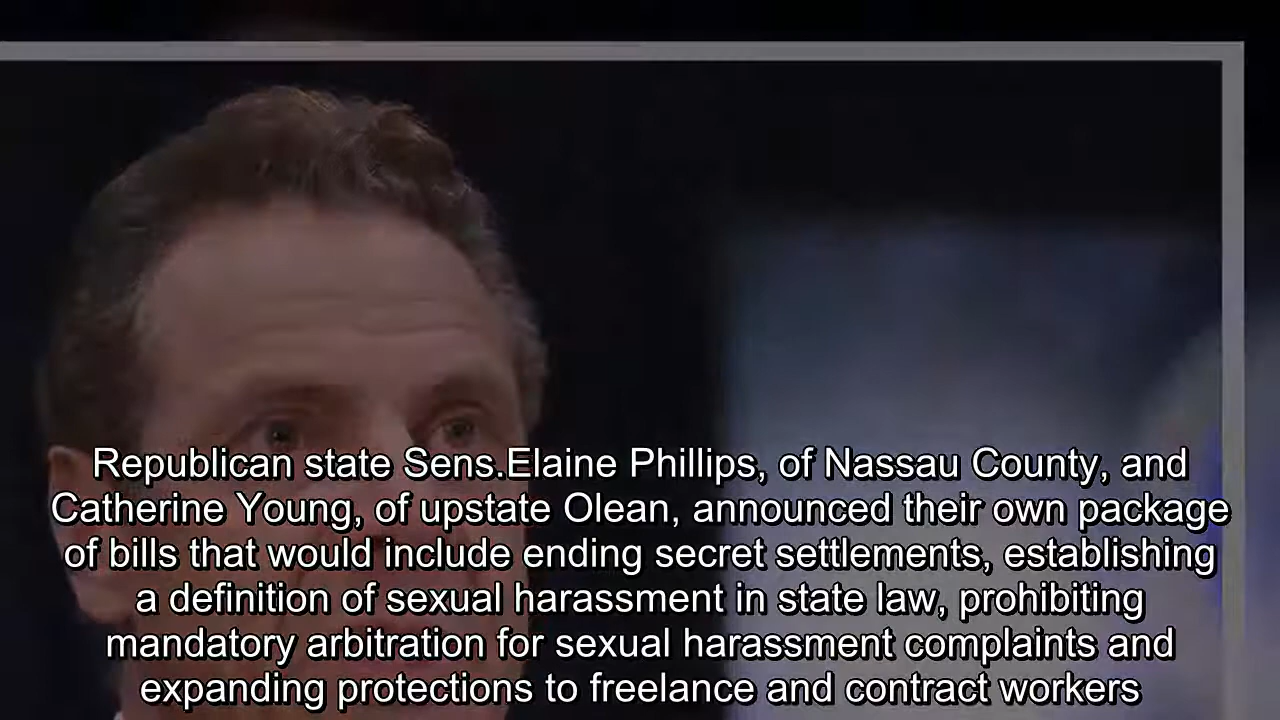 Republican state Sens.Elaine Phillips, of Nassau County, and
Catherine Young, of upstate Olean, announced their own package
of bills that would include ending secret settlements, establishing
a definition of sexual harassment in state law, prohibiting
mandatory arbitration for sexual harassment complaints and
expanding protections to freelance and contract workers